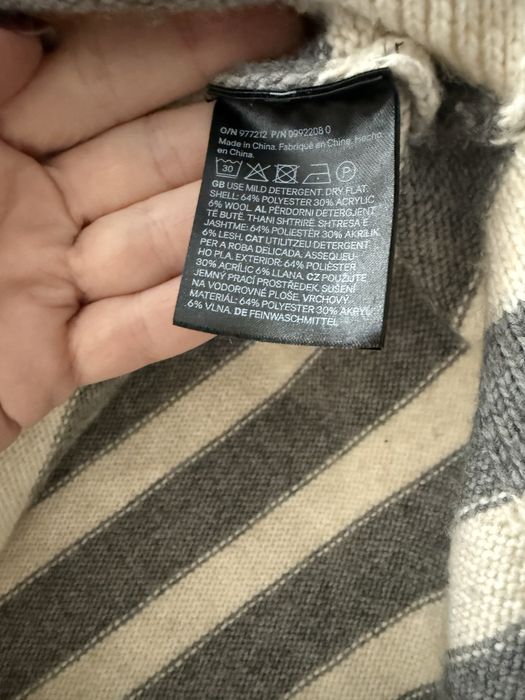 O/N 977212 P/N 0992208 0
Made in China. Fabriqué en Chine. Hecho
en China.
30 P
GB USE MILD DETERGENT. DRY FLAT.
SHELL: 64% POLYESTER 30% ACRYLIC
6% WOOL AL PËRDORNI DETERGJENT
TË BUTË. THANI SHTRIRË. SHTRESA E
JASHTME: 64% POLIESTËR 30% AKRILIK
6% LESH. CAT UTILITZEU DETERGENT
PER A ROBA DELICADA. ASSEQUEU-
HO PLA. EXTERIOR: 64% POLIÈSTER
30% ACRÍLIC 6% LLANA. CZ POUŽIJTE
JEMNÝ PRACÍ PROSTŘEDEK. SUŠENÍ
NA VODOROVNÉ PLOŠE. VRCHOVÝ
MATERIÁL: 64% POLYESTER 30% AKRYL
6% VLNA. DE FEINWASCHMITTEL